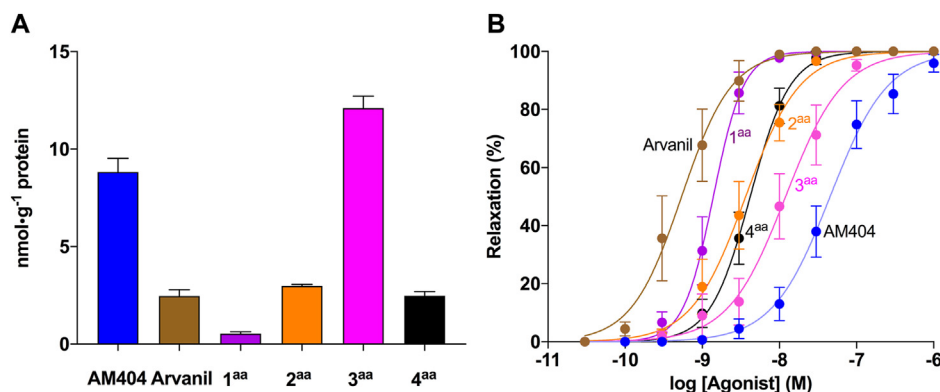 A
nmol·g⁻¹ protein
15
10
5
0
AM404 Arvanil 1ᵃᵃ 2ᵃᵃ 3ᵃᵃ 4ᵃᵃ
B
Relaxation (%)
100
80
60
40
20
0
Arvanil
1ᵃᵃ
2ᵃᵃ
3ᵃᵃ
4ᵃᵃ
AM404
-11 -10 -9 -8 -7 -6
log [Agonist] (M)